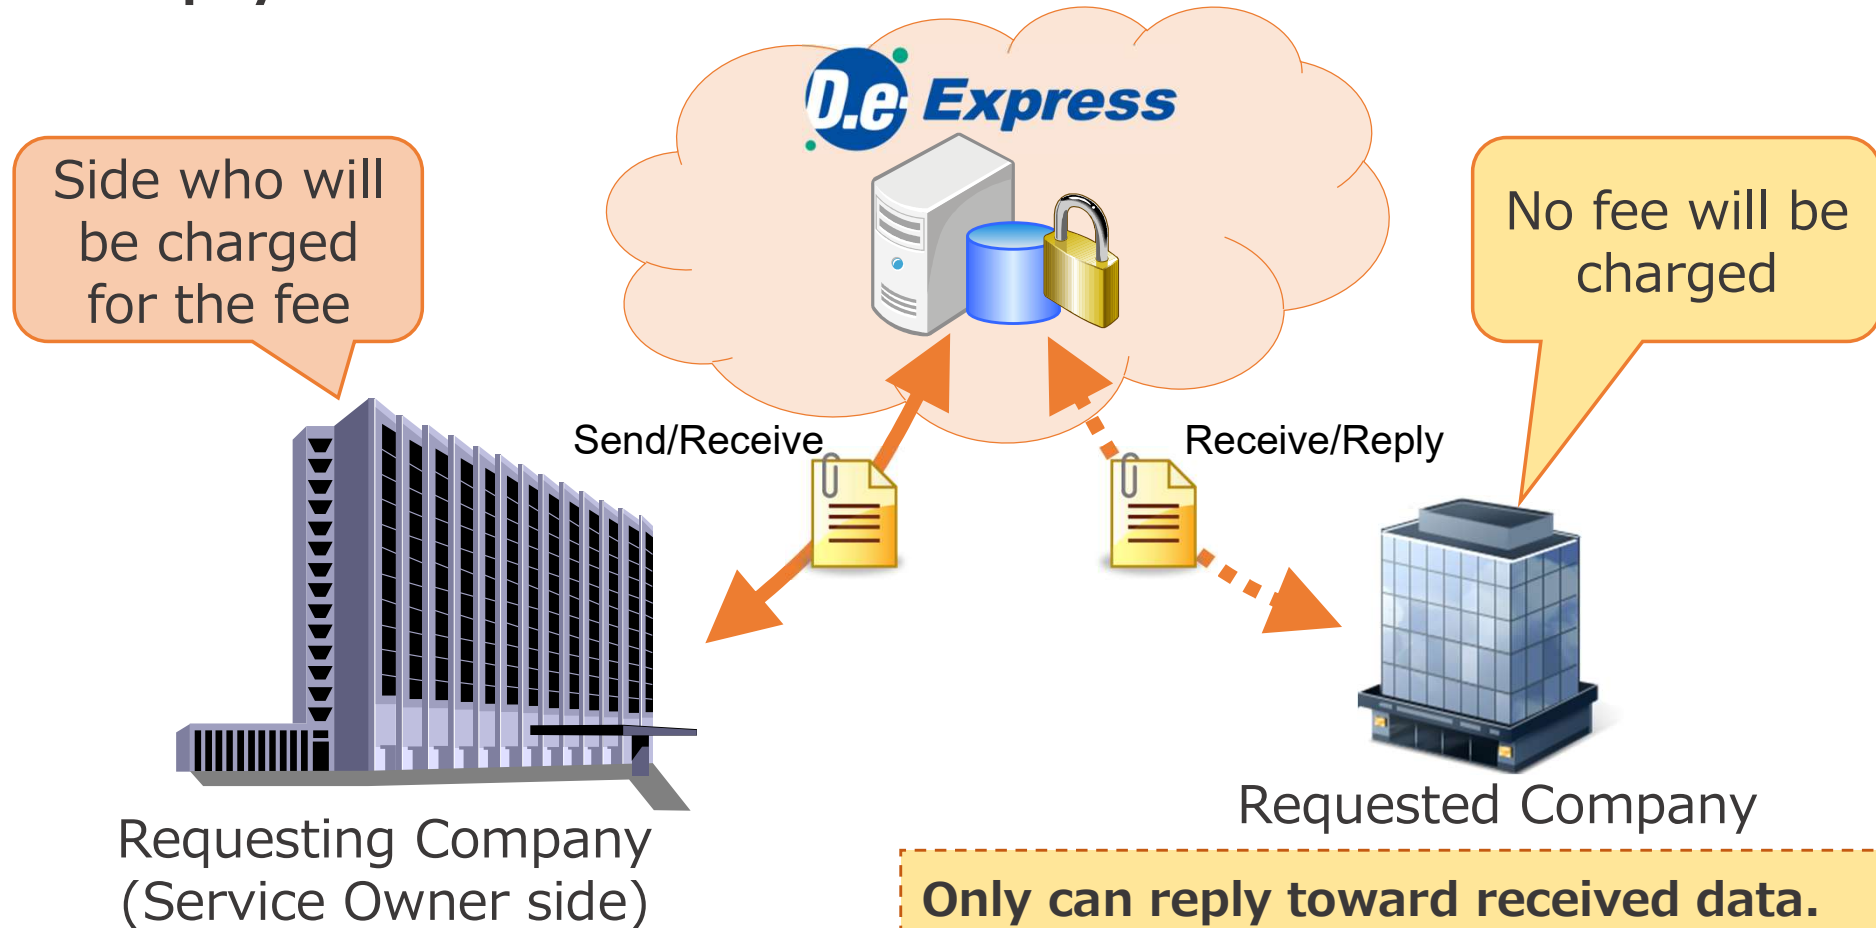 D.e-Express
Side who will
be charged
for the fee
No fee will be
charged
Send/Receive
Receive/Reply
Requested Company
Requesting Company
(Service Owner side)
Only can reply toward received data.